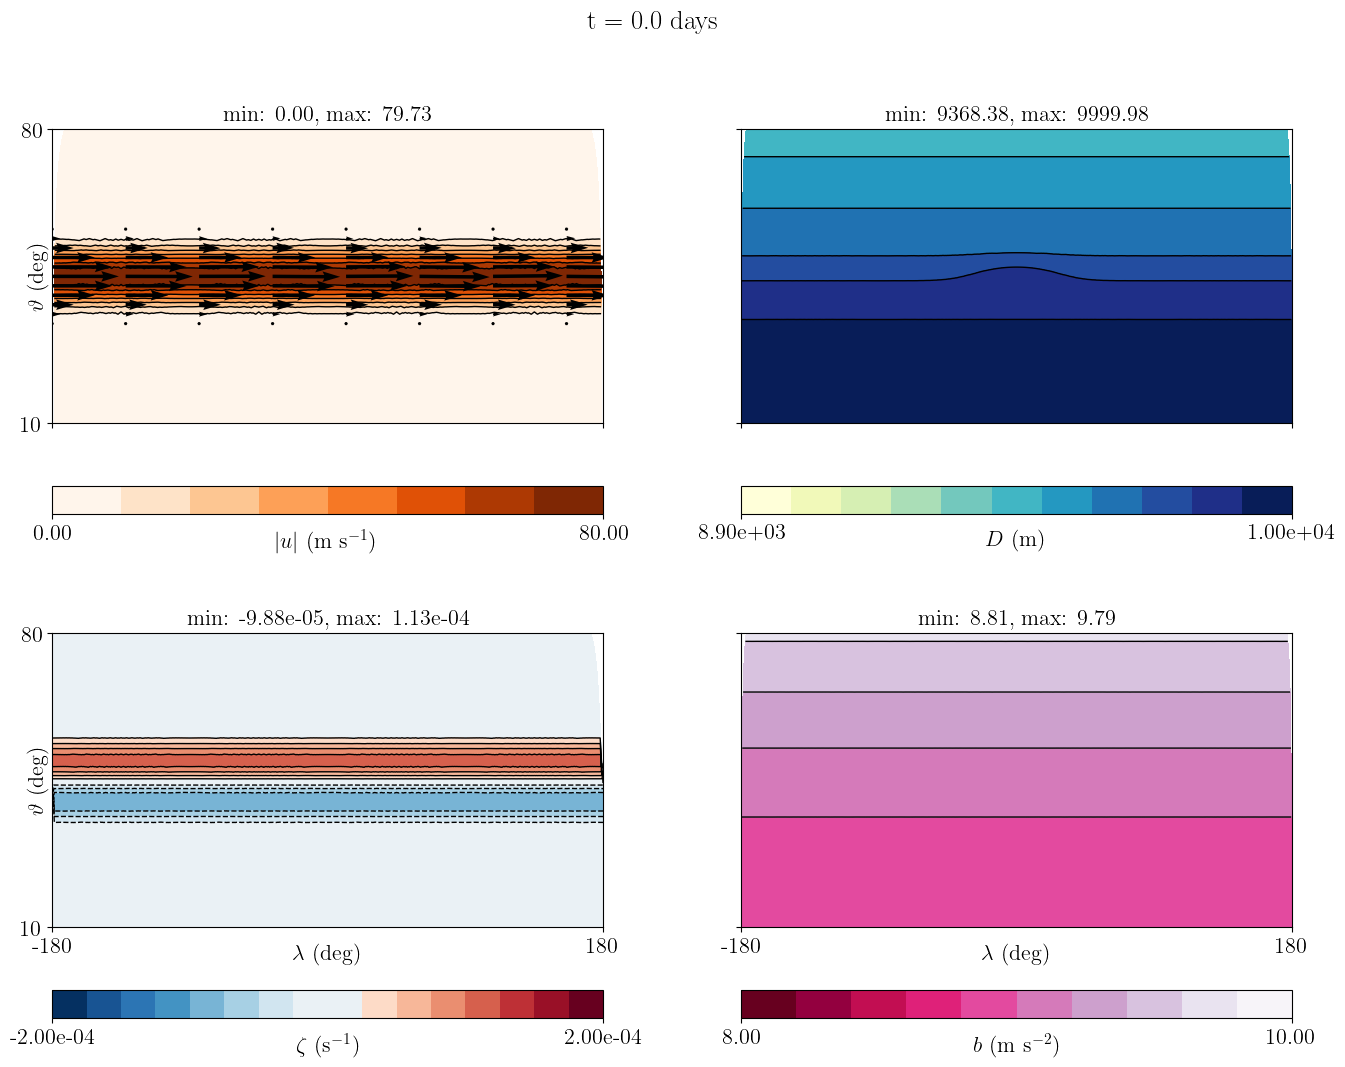 t = 0.0 days
min: 0.00, max: 79.73
min: 9368.38, max: 9999.98
80
ϑ (deg)
10
0.00
80.00
|u| (m s⁻¹)
8.90e+03
1.00e+04
D (m)
min: -9.88e-05, max: 1.13e-04
min: 8.81, max: 9.79
80
ϑ (deg)
10
-180
180
λ (deg)
-180
180
λ (deg)
-2.00e-04
2.00e-04
ζ (s⁻¹)
8.00
10.00
b (m s⁻²)